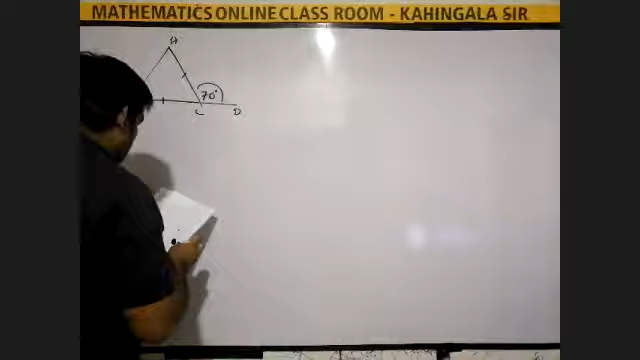 MATHEMATICS ONLINE CLASS ROOM - KAHINGALA SIR
A
70°
C
D